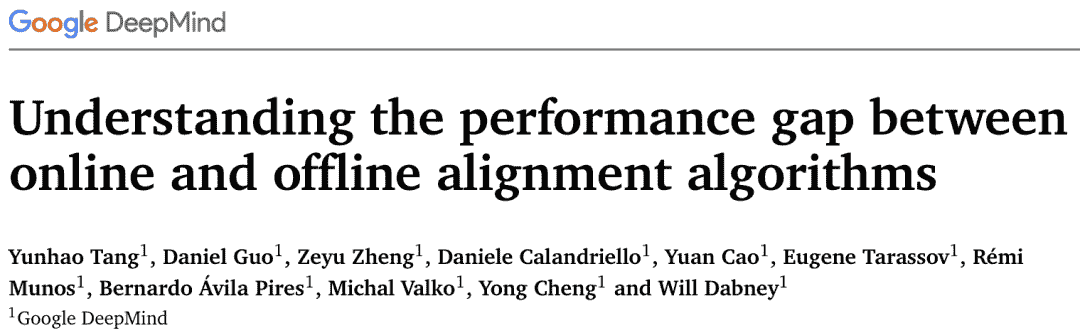 Google DeepMind
Understanding the performance gap between
online and offline alignment algorithms
Yunhao Tang¹, Daniel Guo¹, Zeyu Zheng¹, Daniele Calandriello¹, Yuan Cao¹, Eugene Tarassov¹, Rémi
Munos¹, Bernardo Ávila Pires¹, Michal Valko¹, Yong Cheng¹ and Will Dabney¹
¹Google DeepMind